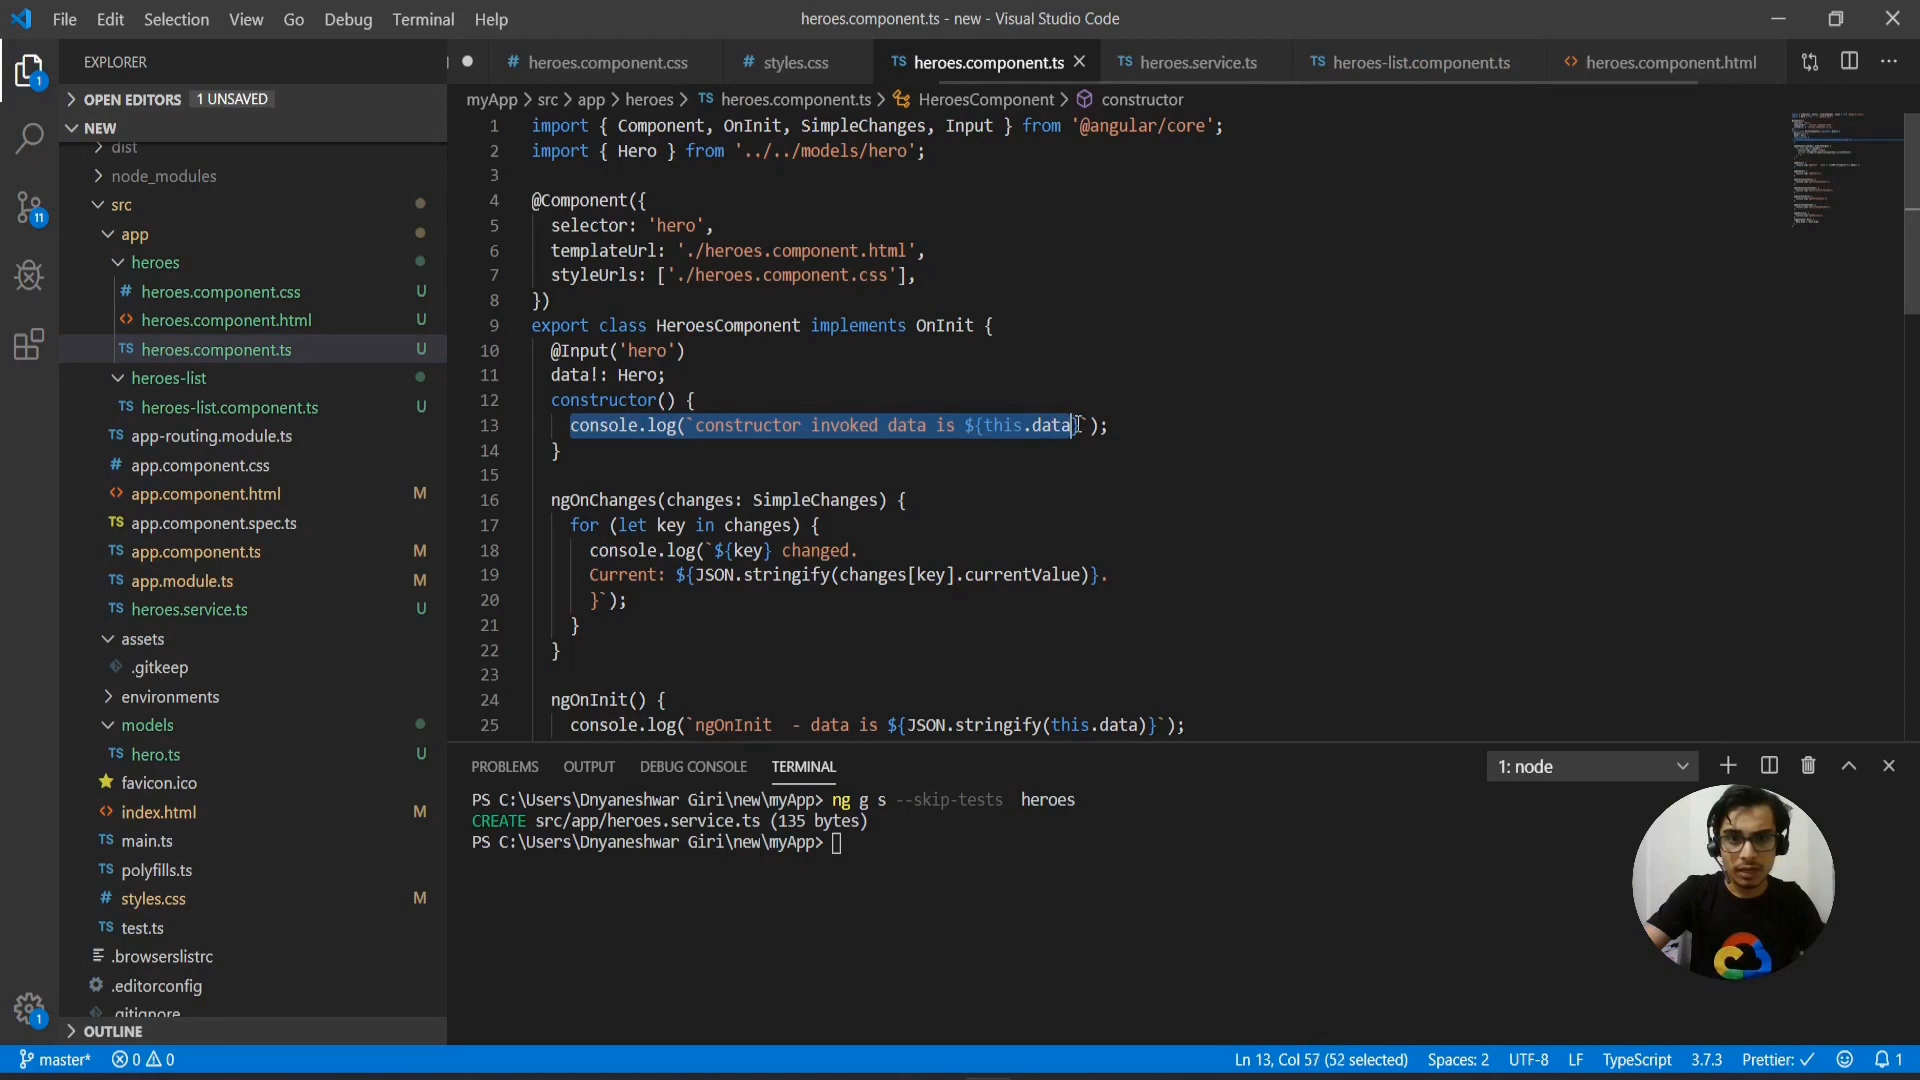 File Edit Selection View Go Debug Terminal Help
heroes.component.ts - new - Visual Studio Code
EXPLORER
OPEN EDITORS 1 UNSAVED
NEW
dist
node_modules
src
app
heroes
heroes.component.css U
heroes.component.html U
heroes.component.ts U
heroes-list
heroes-list.component.ts U
app-routing.module.ts
app.component.css
app.component.html M
app.component.spec.ts
app.component.ts M
app.module.ts M
heroes.service.ts U
assets
.gitkeep
environments
models
hero.ts U
favicon.ico
index.html M
main.ts
polyfills.ts
styles.css M
test.ts
.browserslistrc
.editorconfig
.gitignore
OUTLINE
1
11
1
# heroes.component.css # styles.css TS heroes.component.ts TS heroes.service.ts TS heroes-list.component.ts <> heroes.component.html
myApp > src > app > heroes > TS heroes.component.ts > HeroesComponent > constructor
1 import { Component, OnInit, SimpleChanges, Input } from '@angular/core';
2 import { Hero } from '../../models/hero';
3
4 @Component({
5 selector: 'hero',
6 templateUrl: './heroes.component.html',
7 styleUrls: ['./heroes.component.css'],
8 })
9 export class HeroesComponent implements OnInit {
10 @Input('hero')
11 data!: Hero;
12 constructor() {
13 console.log(`constructor invoked data is ${this.data}`);
14 }
15
16 ngOnChanges(changes: SimpleChanges) {
17 for (let key in changes) {
18 console.log(`${key} changed.
19 Current: ${JSON.stringify(changes[key].currentValue)}.
20 }`);
21 }
22 }
23
24 ngOnInit() {
25 console.log(`ngOnInit  - data is ${JSON.stringify(this.data)}`);
PROBLEMS OUTPUT DEBUG CONSOLE TERMINAL 1: node
PS C:\Users\Dnyaneshwar Giri\new\myApp> ng g s --skip-tests  heroes
CREATE src/app/heroes.service.ts (135 bytes)
PS C:\Users\Dnyaneshwar Giri\new\myApp>
master* 0 0 Ln 13, Col 57 (52 selected) Spaces: 2 UTF-8 LF TypeScript 3.7.3 Prettier: ✓ 1